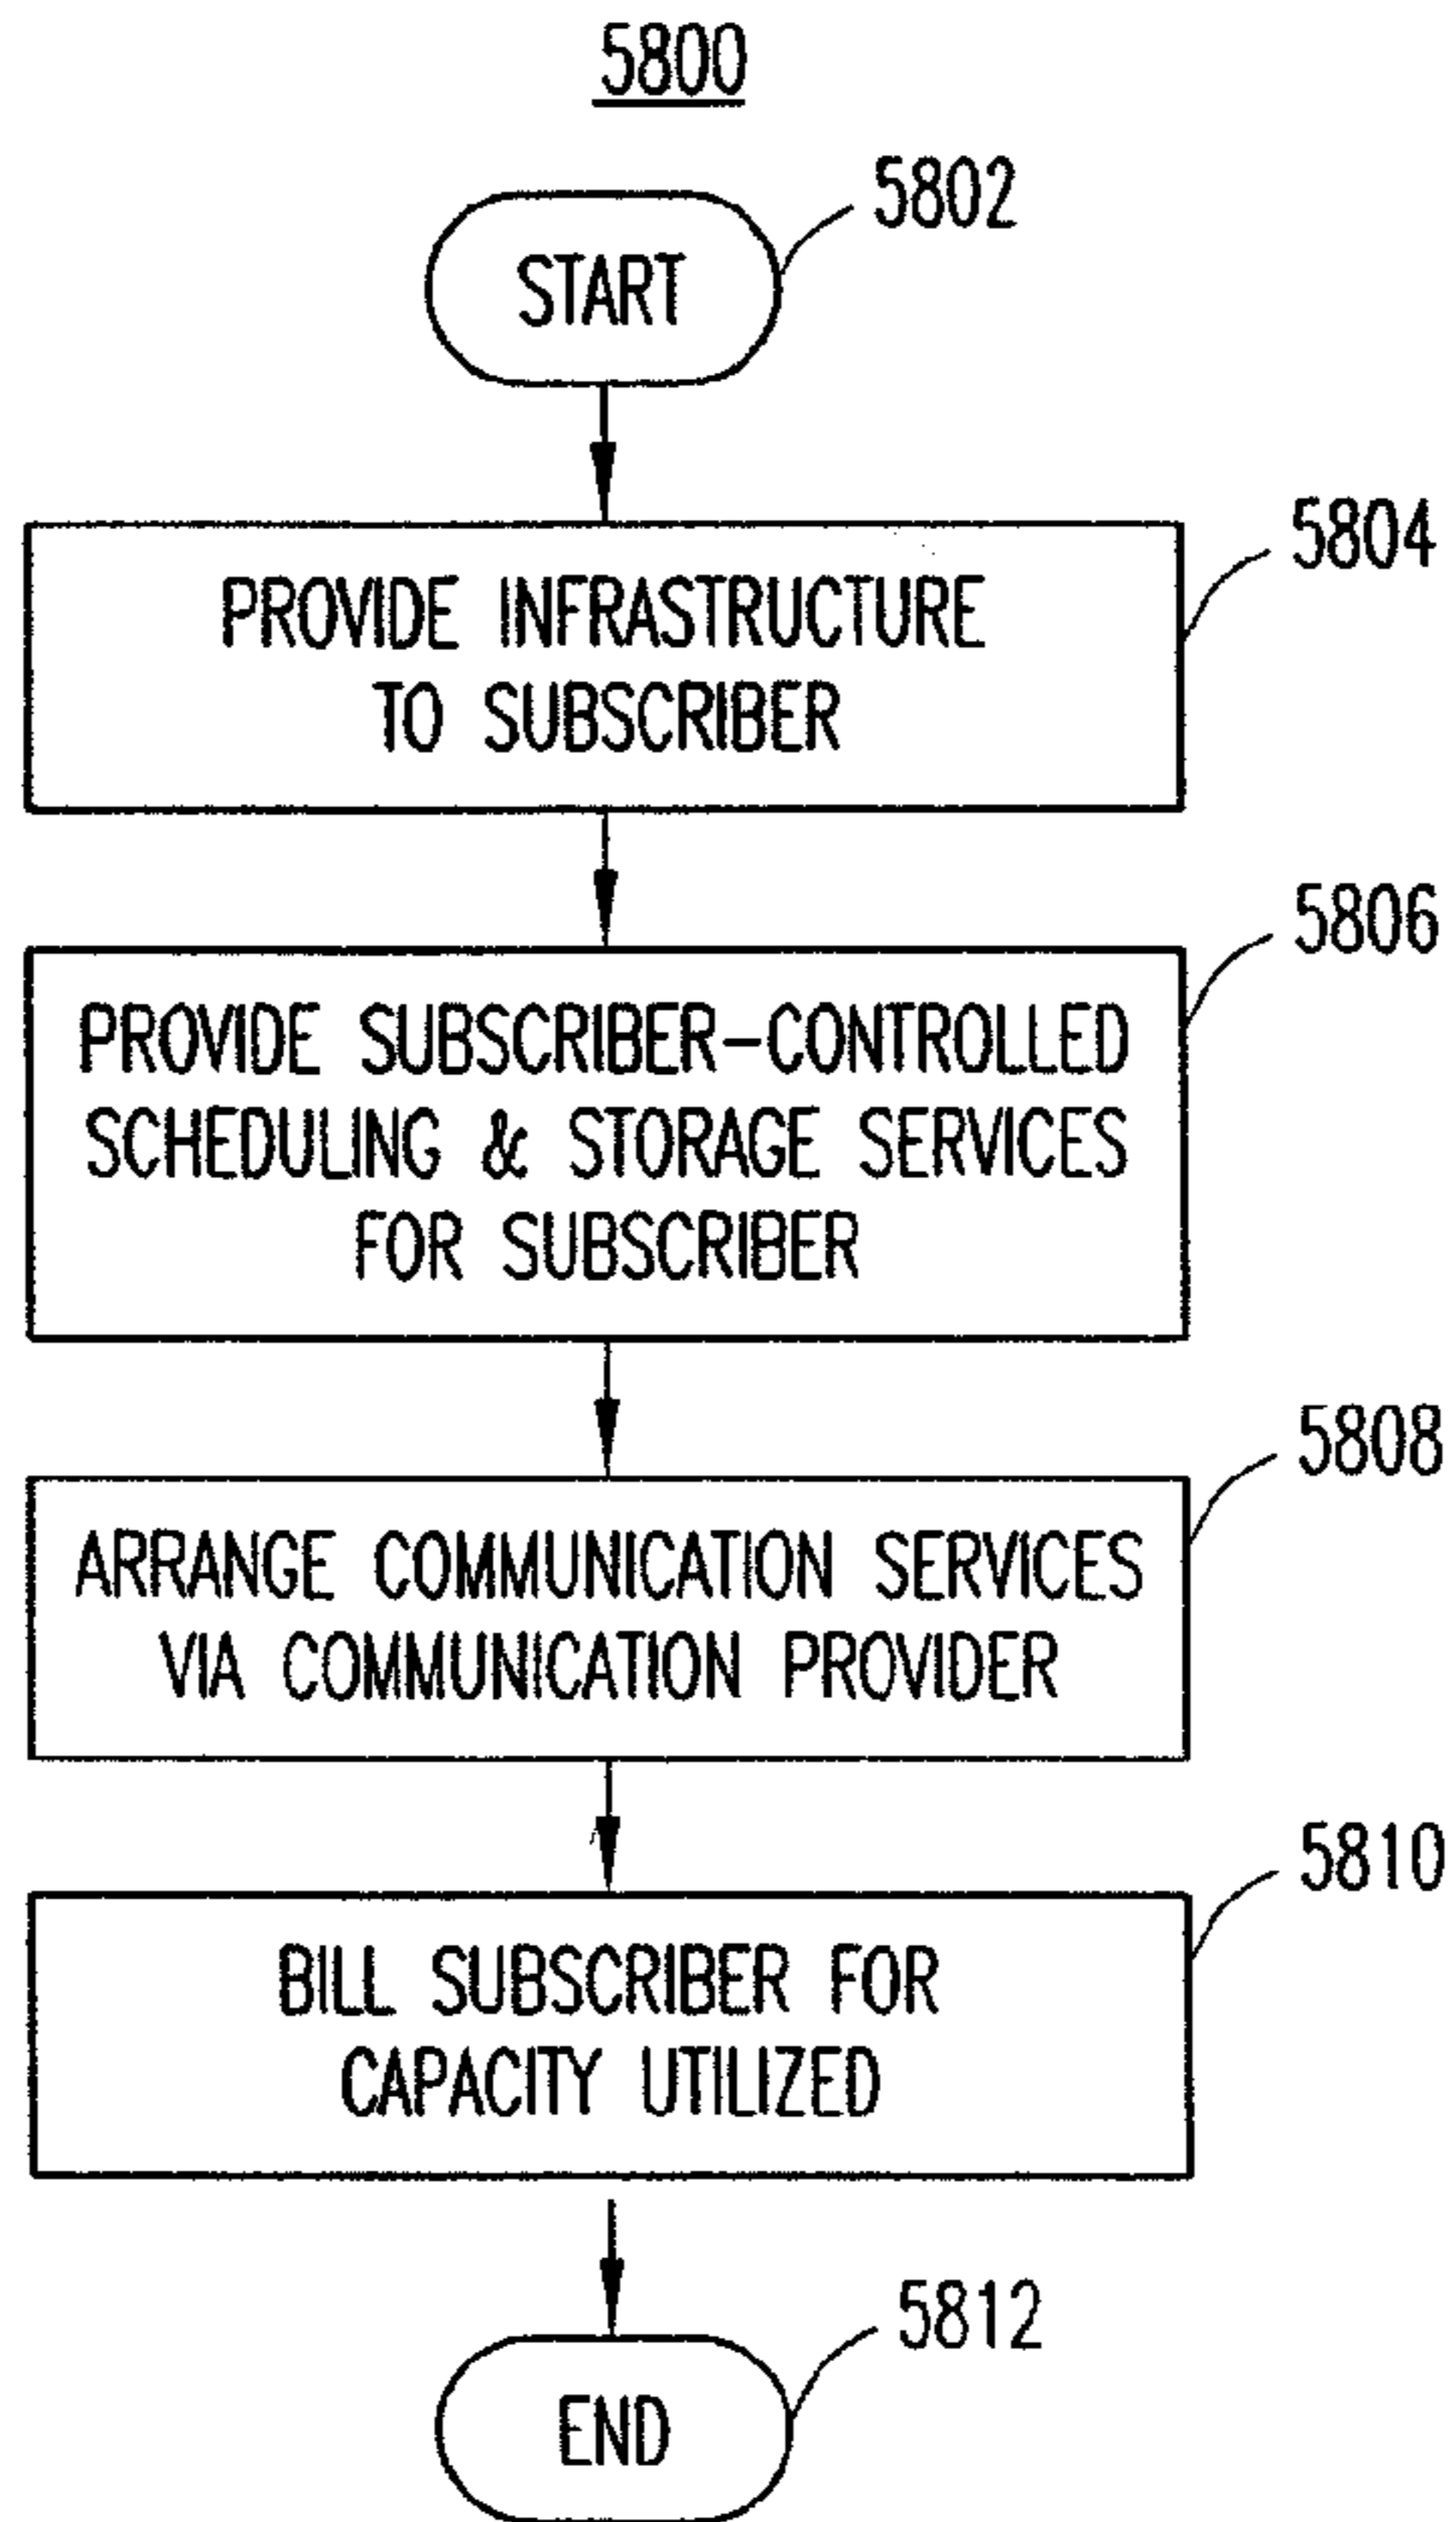 5800
5802
START
5804
PROVIDE INFRASTRUCTURE
TO SUBSCRIBER
5806
PROVIDE SUBSCRIBER-CONTROLLED
SCHEDULING & STORAGE SERVICES
FOR SUBSCRIBER
5808
ARRANGE COMMUNICATION SERVICES
VIA COMMUNICATION PROVIDER
5810
BILL SUBSCRIBER FOR
CAPACITY UTILIZED
5812
END